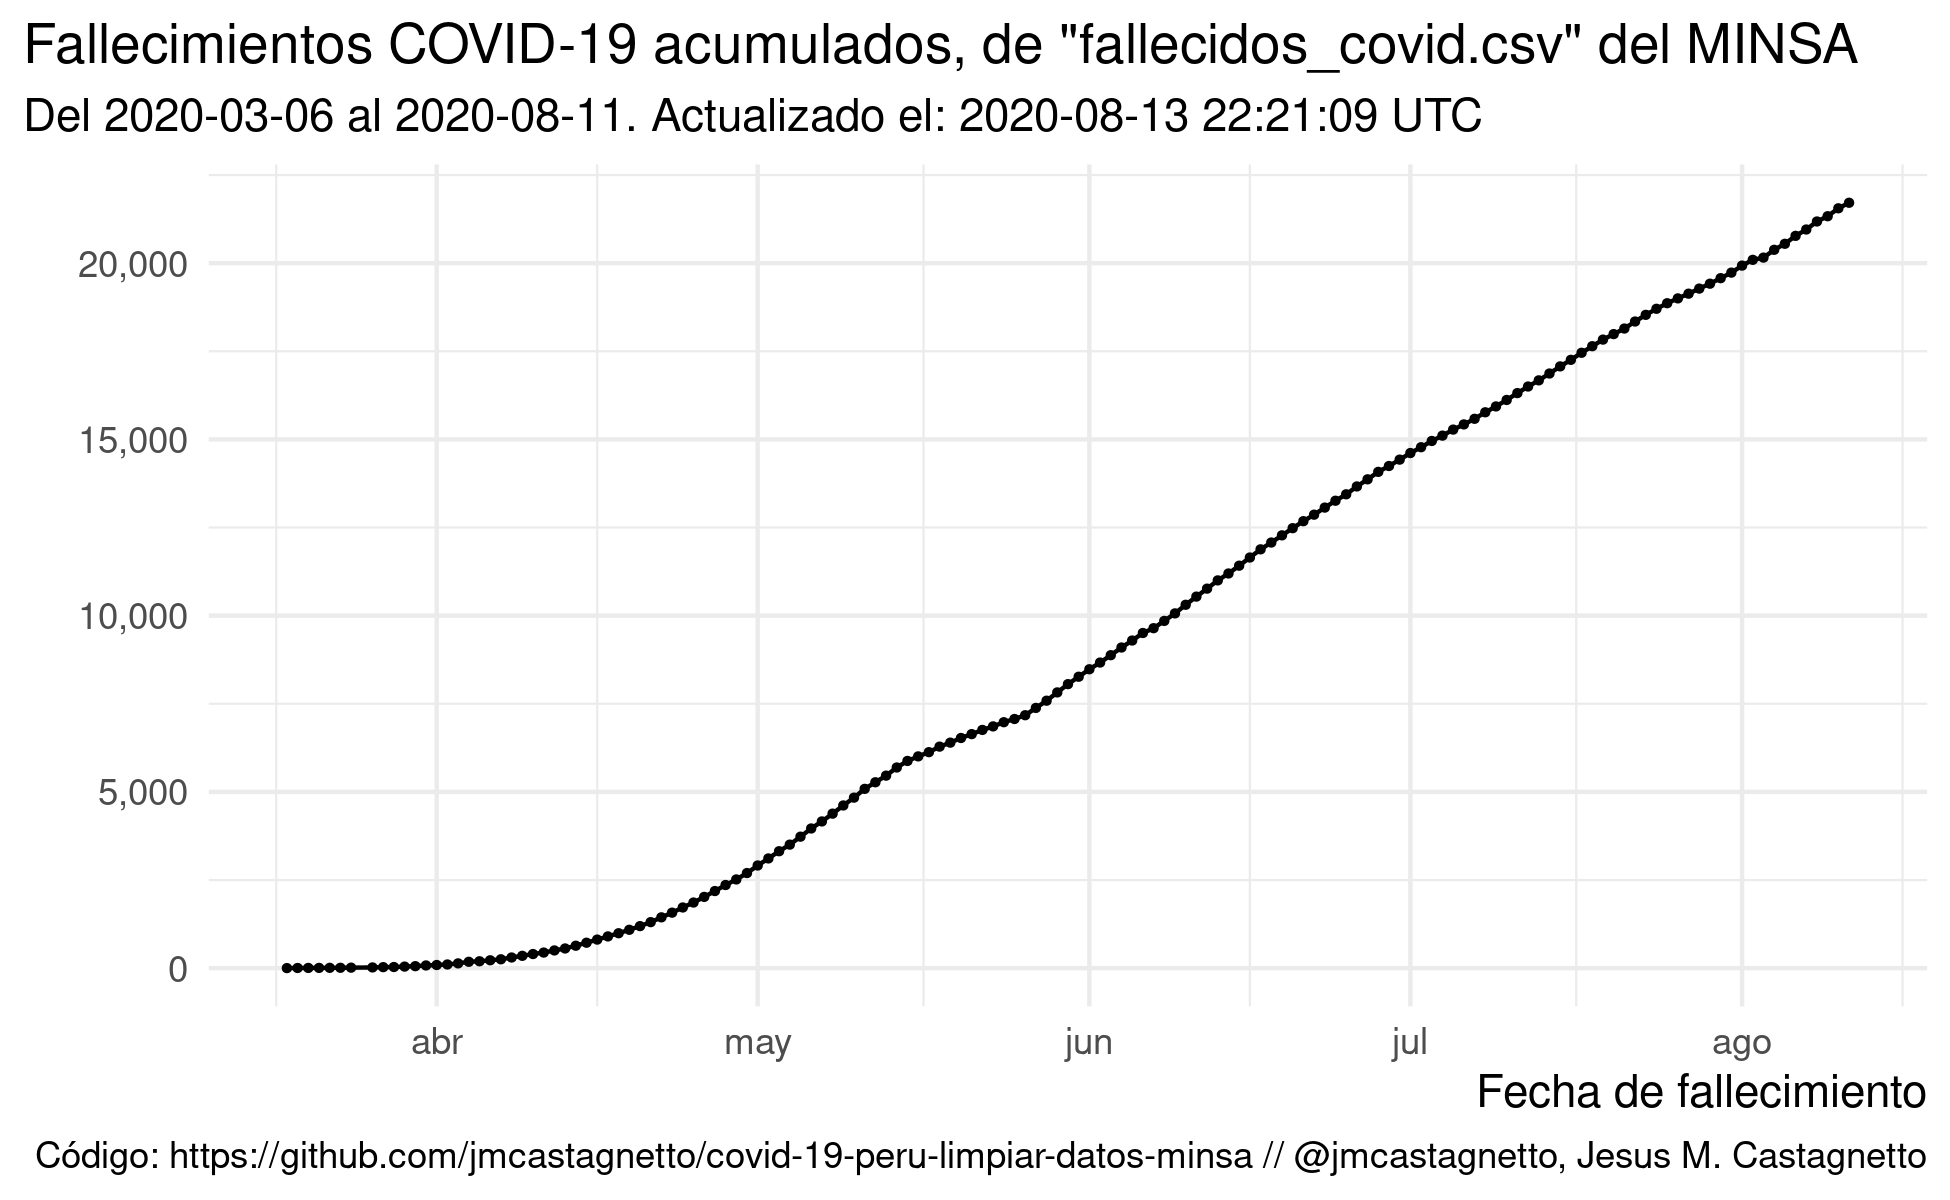 Fallecimientos COVID-19 acumulados, de "fallecidos_covid.csv" del MINSA
Del 2020-03-06 al 2020-08-11. Actualizado el: 2020-08-13 22:21:09 UTC
20,000
15,000
10,000
5,000
0
abr may jun jul ago
Fecha de fallecimiento
Código: https://github.com/jmcastagnetto/covid-19-peru-limpiar-datos-minsa // @jmcastagnetto, Jesus M. Castagnetto